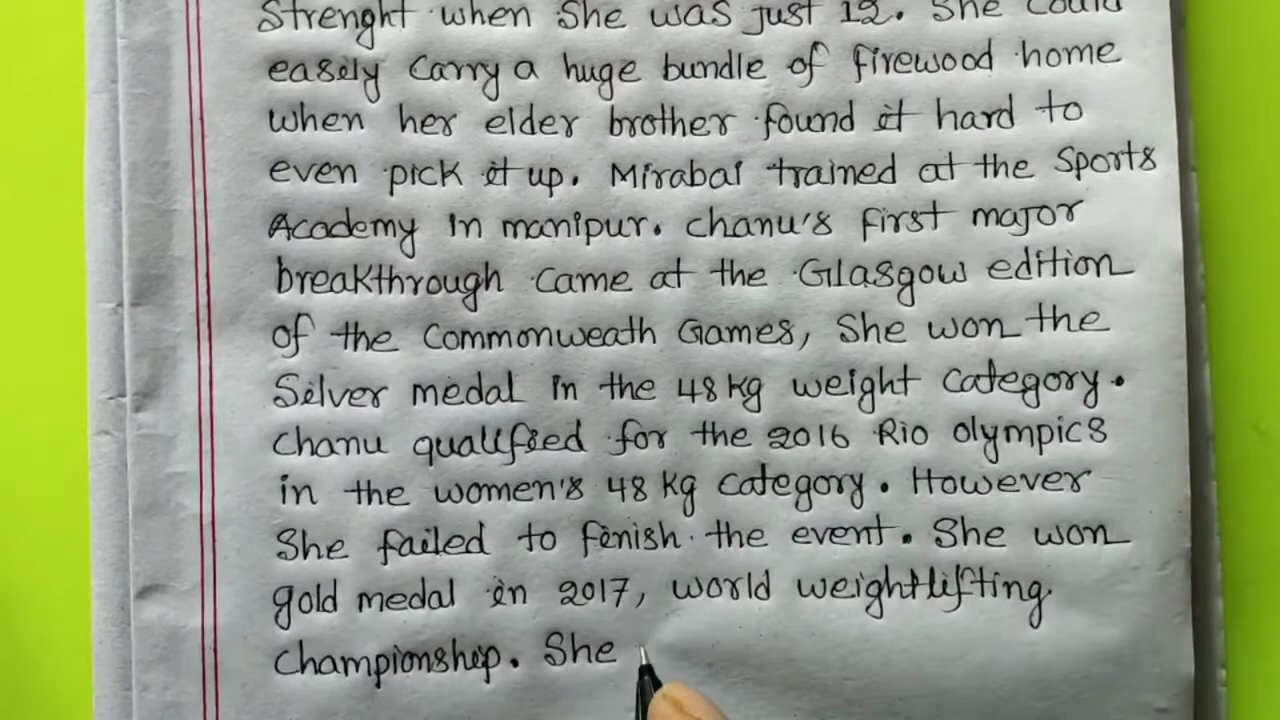 Strenght when She was just 12. She could
easily carry a huge bundle of firewood home
when her elder brother found it hard to
even pick it up. Mirabai trained at the Sports
Academy in manipur. chanu's first major
breakthrough came at the Glasgow edition
of the Commonweath Games, She won the
Silver medal in the 48 kg weight category.
Chanu qualified for the 2016 Rio Olympics
in the women's 48 kg category. However
She failed to finish the event. She won
gold medal in 2017, world weightlifting
championship. She